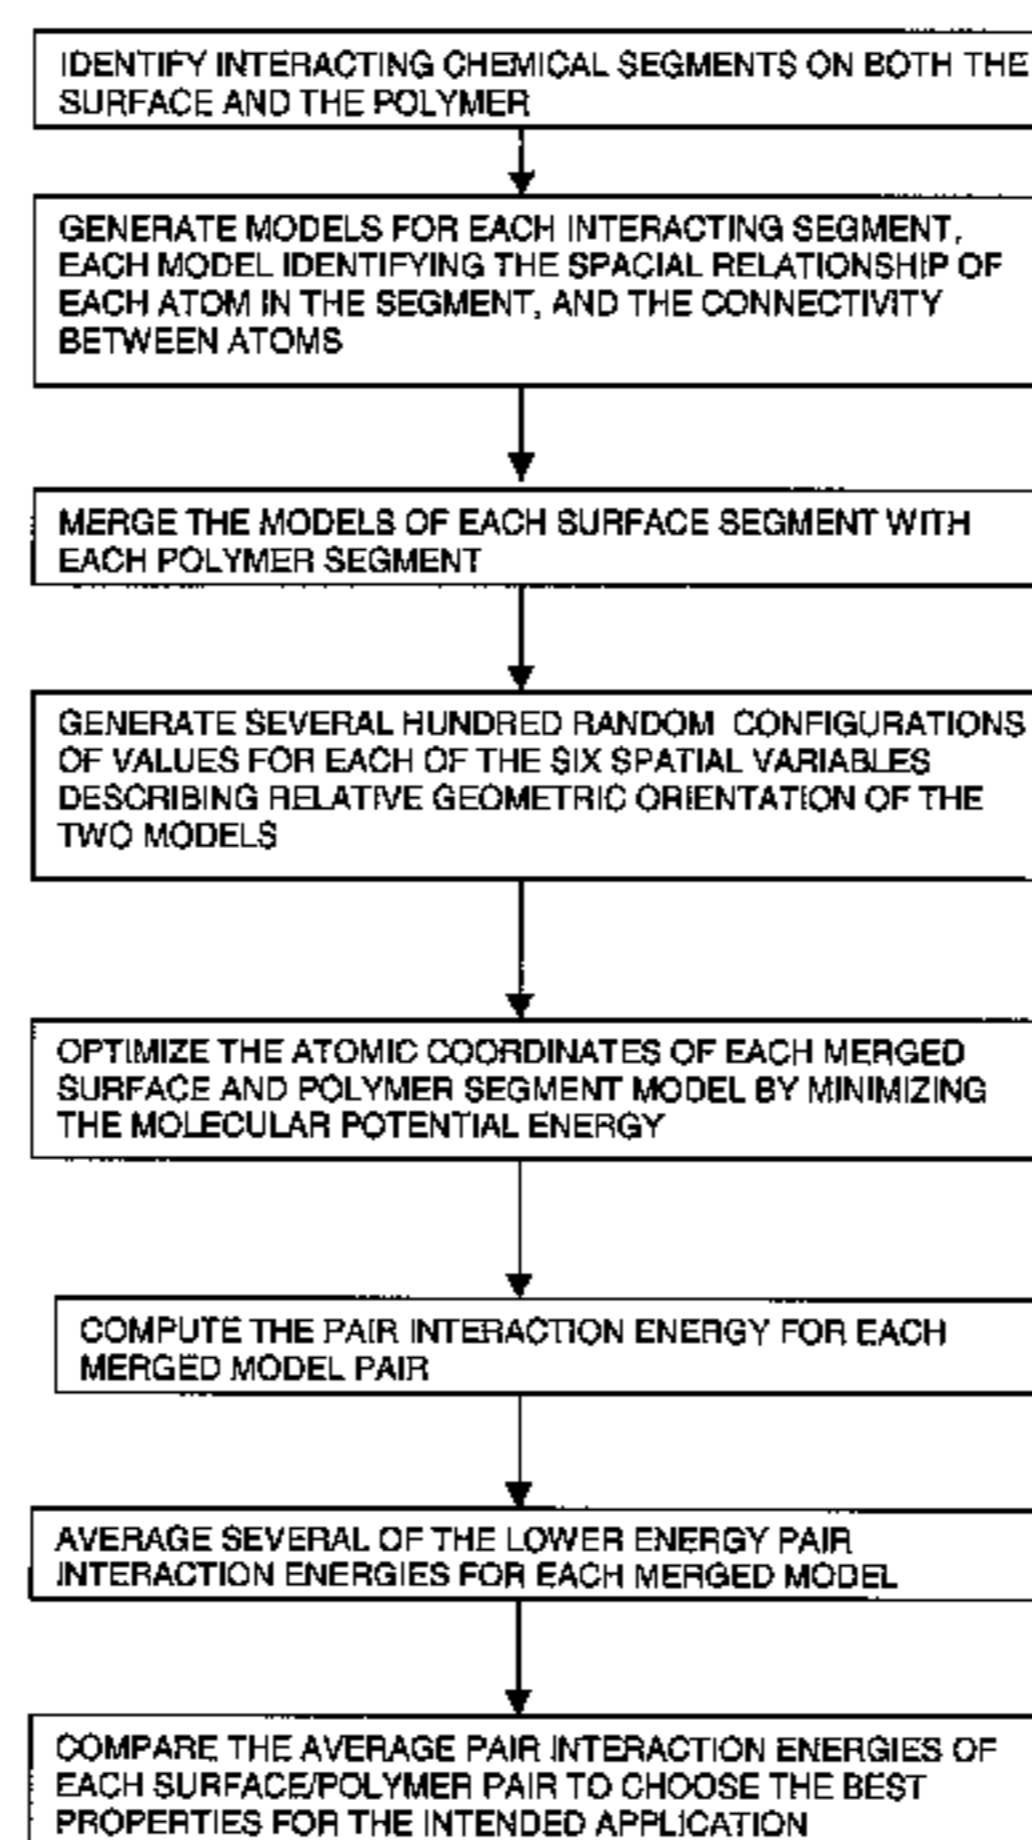 IDENTIFY INTERACTING CHEMICAL SEGMENTS ON BOTH THE
SURFACE AND THE POLYMER
GENERATE MODELS FOR EACH INTERACTING SEGMENT,
EACH MODEL IDENTIFYING THE SPACIAL RELATIONSHIP OF
EACH ATOM IN THE SEGMENT, AND THE CONNECTIVITY
BETWEEN ATOMS
MERGE THE MODELS OF EACH SURFACE SEGMENT WITH
EACH POLYMER SEGMENT
GENERATE SEVERAL HUNDRED RANDOM CONFIGURATIONS
OF VALUES FOR EACH OF THE SIX SPATIAL VARIABLES
DESCRIBING RELATIVE GEOMETRIC ORIENTATION OF THE
TWO MODELS
OPTIMIZE THE ATOMIC COORDINATES OF EACH MERGED
SURFACE AND POLYMER SEGMENT MODEL BY MINIMIZING
THE MOLECULAR POTENTIAL ENERGY
COMPUTE THE PAIR INTERACTION ENERGY FOR EACH
MERGED MODEL PAIR
AVERAGE SEVERAL OF THE LOWER ENERGY PAIR
INTERACTION ENERGIES FOR EACH MERGED MODEL
COMPARE THE AVERAGE PAIR INTERACTION ENERGIES OF
EACH SURFACE/POLYMER PAIR TO CHOOSE THE BEST
PROPERTIES FOR THE INTENDED APPLICATION